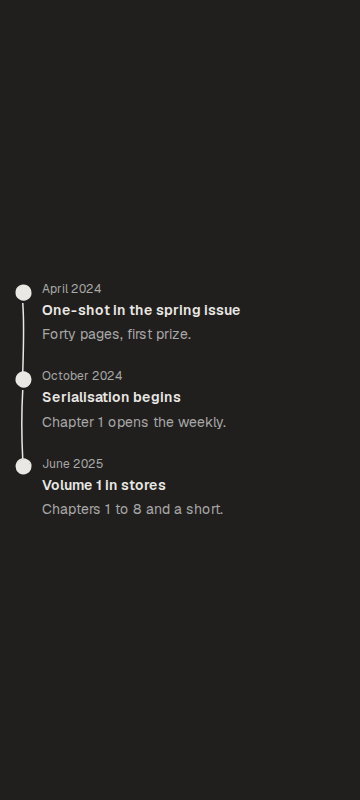 April 2024
One-shot in the spring issue
Forty pages, first prize.
October 2024
Serialisation begins
Chapter 1 opens the weekly.
June 2025
Volume 1 in stores
Chapters 1 to 8 and a short.